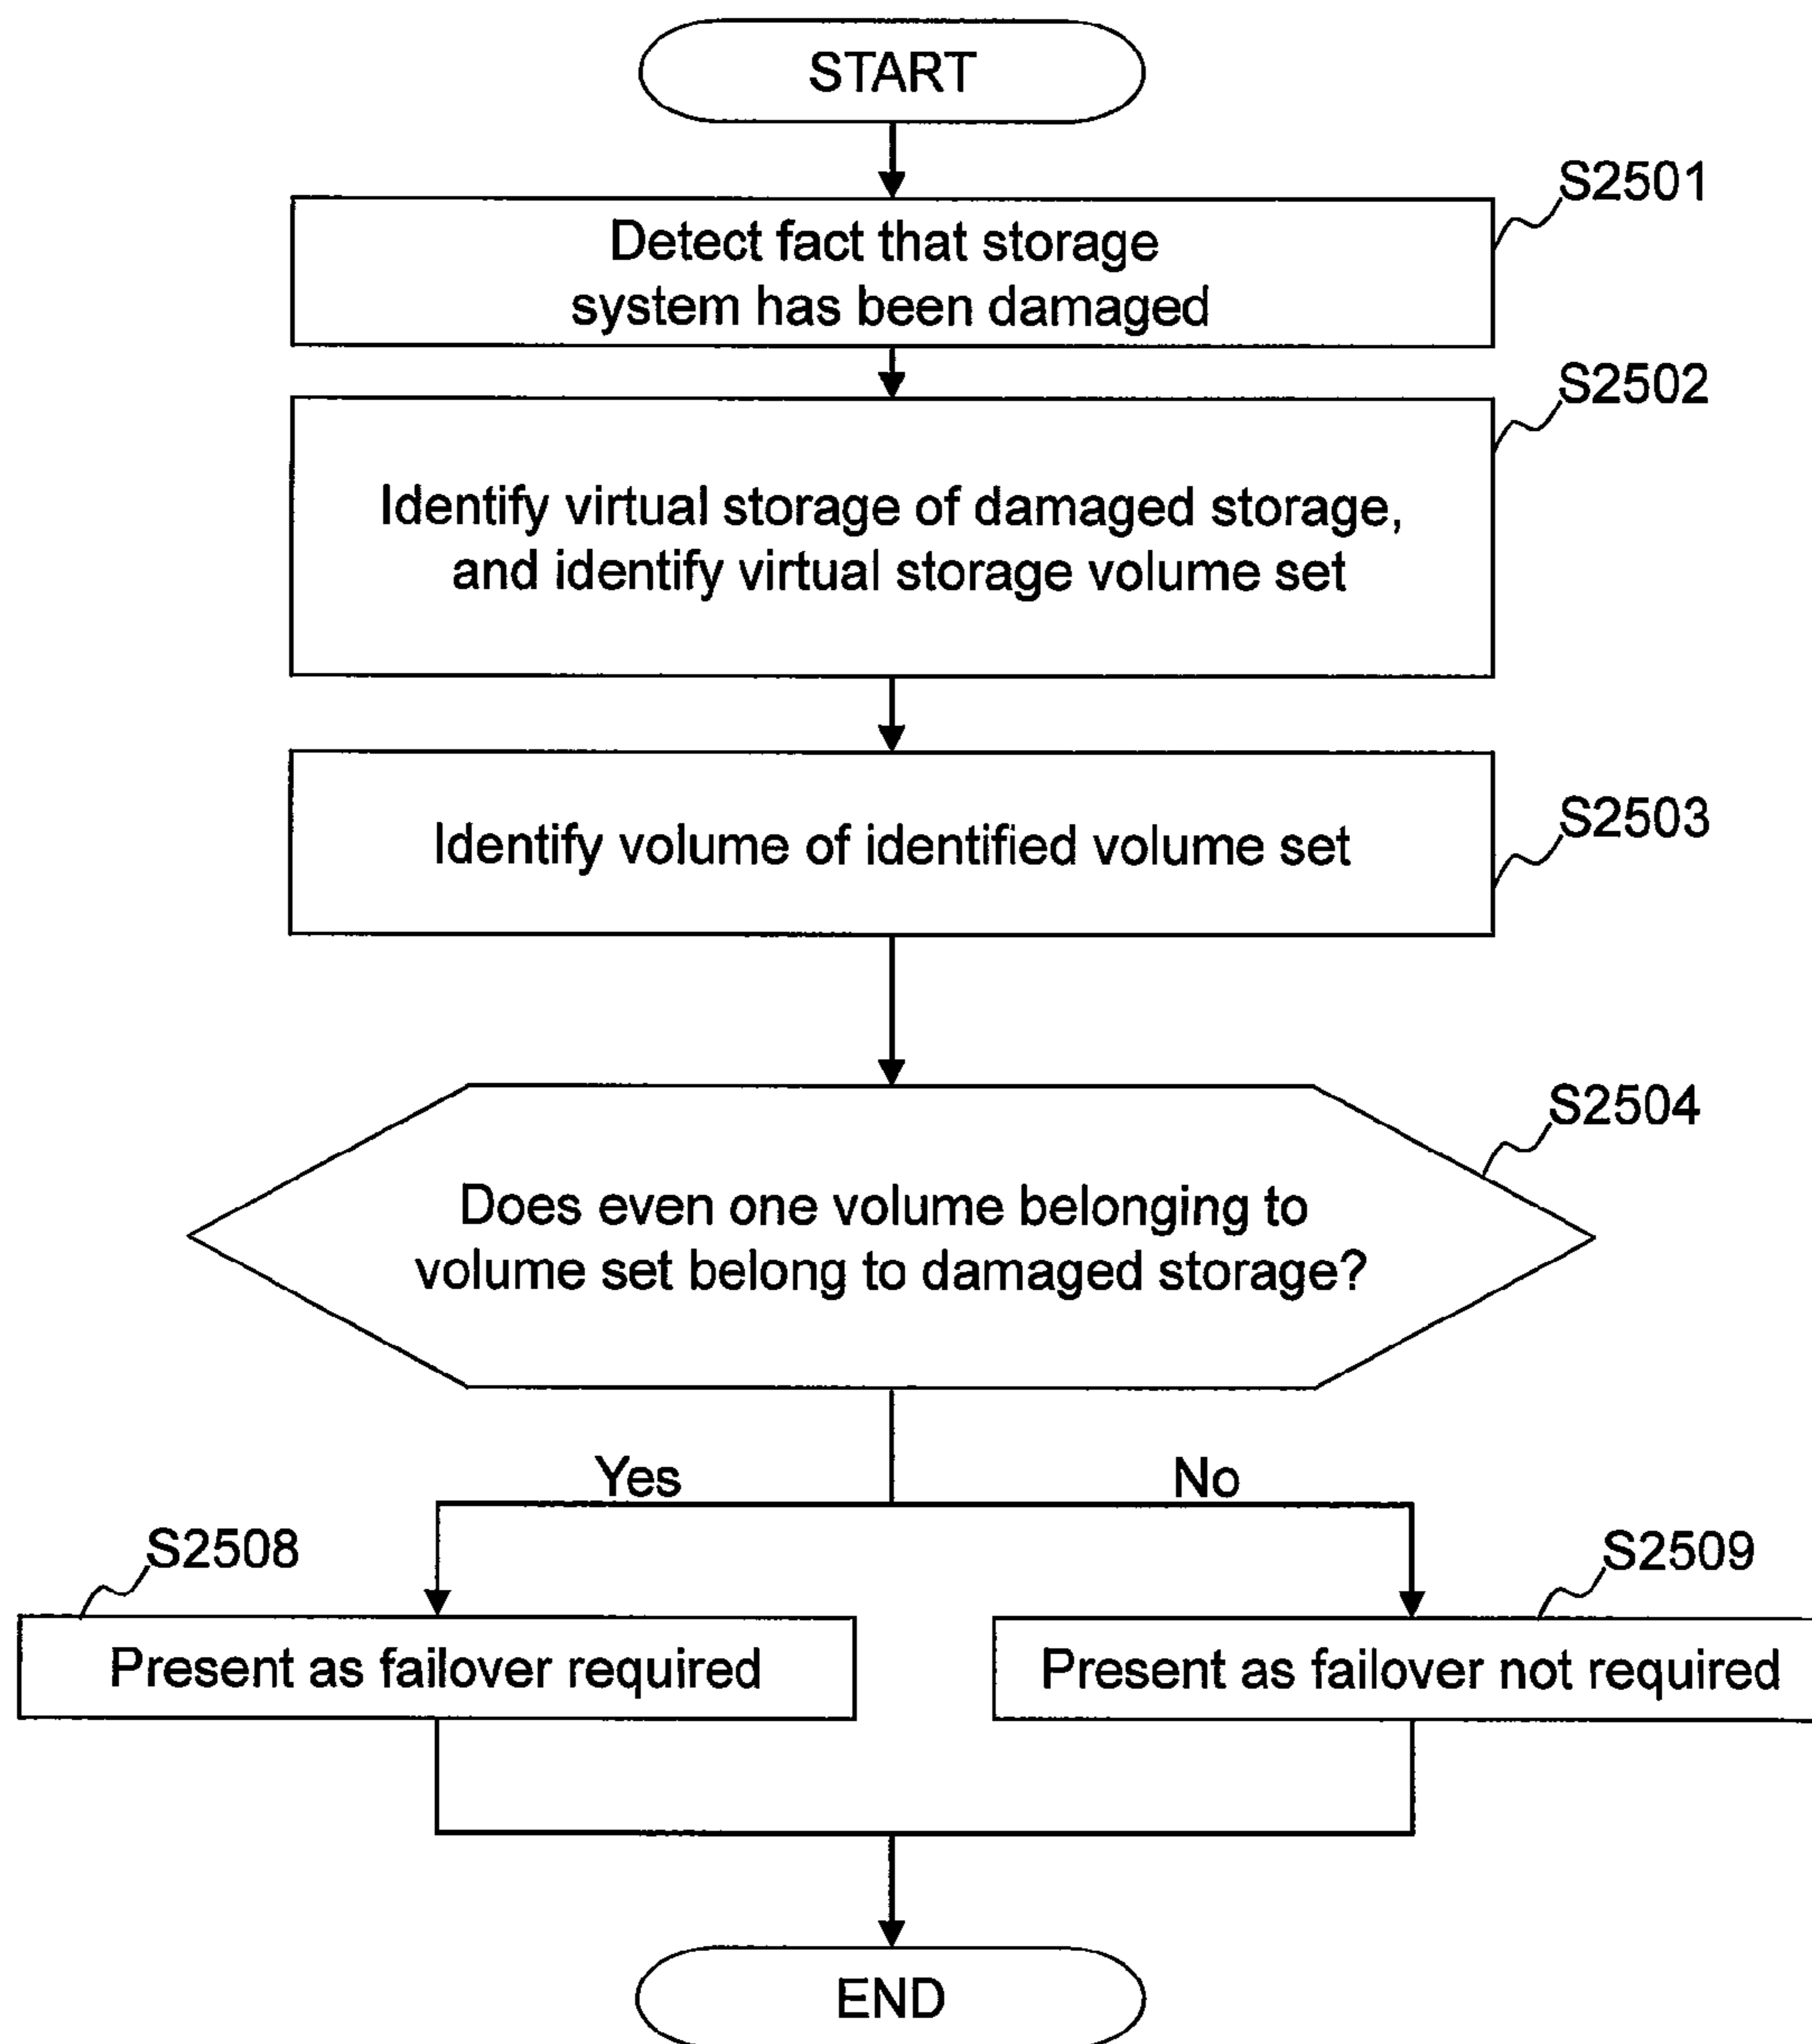 START
S2501
Detect fact that storage
system has been damaged
S2502
Identify virtual storage of damaged storage,
and identify virtual storage volume set
S2503
Identify volume of identified volume set
S2504
Does even one volume belonging to
volume set belong to damaged storage?
Yes
No
S2508
S2509
Present as failover required
Present as failover not required
END